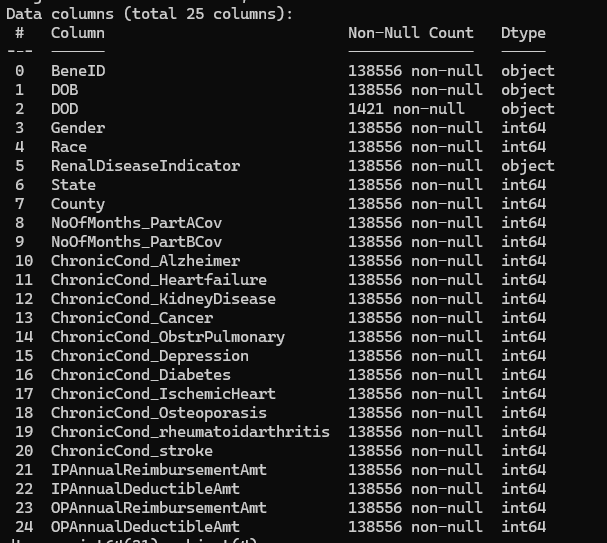 Data columns (total 25 columns):
 #   Column                           Non-Null Count   Dtype
---  ------                           --------------   -----
 0   BeneID                           138556 non-null  object
 1   DOB                              138556 non-null  object
 2   DOD                              1421 non-null    object
 3   Gender                           138556 non-null  int64
 4   Race                             138556 non-null  int64
 5   RenalDiseaseIndicator            138556 non-null  object
 6   State                            138556 non-null  int64
 7   County                           138556 non-null  int64
 8   NoOfMonths_PartACov              138556 non-null  int64
 9   NoOfMonths_PartBCov              138556 non-null  int64
 10  ChronicCond_Alzheimer            138556 non-null  int64
 11  ChronicCond_Heartfailure         138556 non-null  int64
 12  ChronicCond_KidneyDisease        138556 non-null  int64
 13  ChronicCond_Cancer               138556 non-null  int64
 14  ChronicCond_ObstrPulmonary       138556 non-null  int64
 15  ChronicCond_Depression           138556 non-null  int64
 16  ChronicCond_Diabetes             138556 non-null  int64
 17  ChronicCond_IschemicHeart        138556 non-null  int64
 18  ChronicCond_Osteoporasis         138556 non-null  int64
 19  ChronicCond_rheumatoidarthritis  138556 non-null  int64
 20  ChronicCond_stroke               138556 non-null  int64
 21  IPAnnualReimbursementAmt         138556 non-null  int64
 22  IPAnnualDeductibleAmt            138556 non-null  int64
 23  OPAnnualReimbursementAmt         138556 non-null  int64
 24  OPAnnualDeductibleAmt            138556 non-null  int64